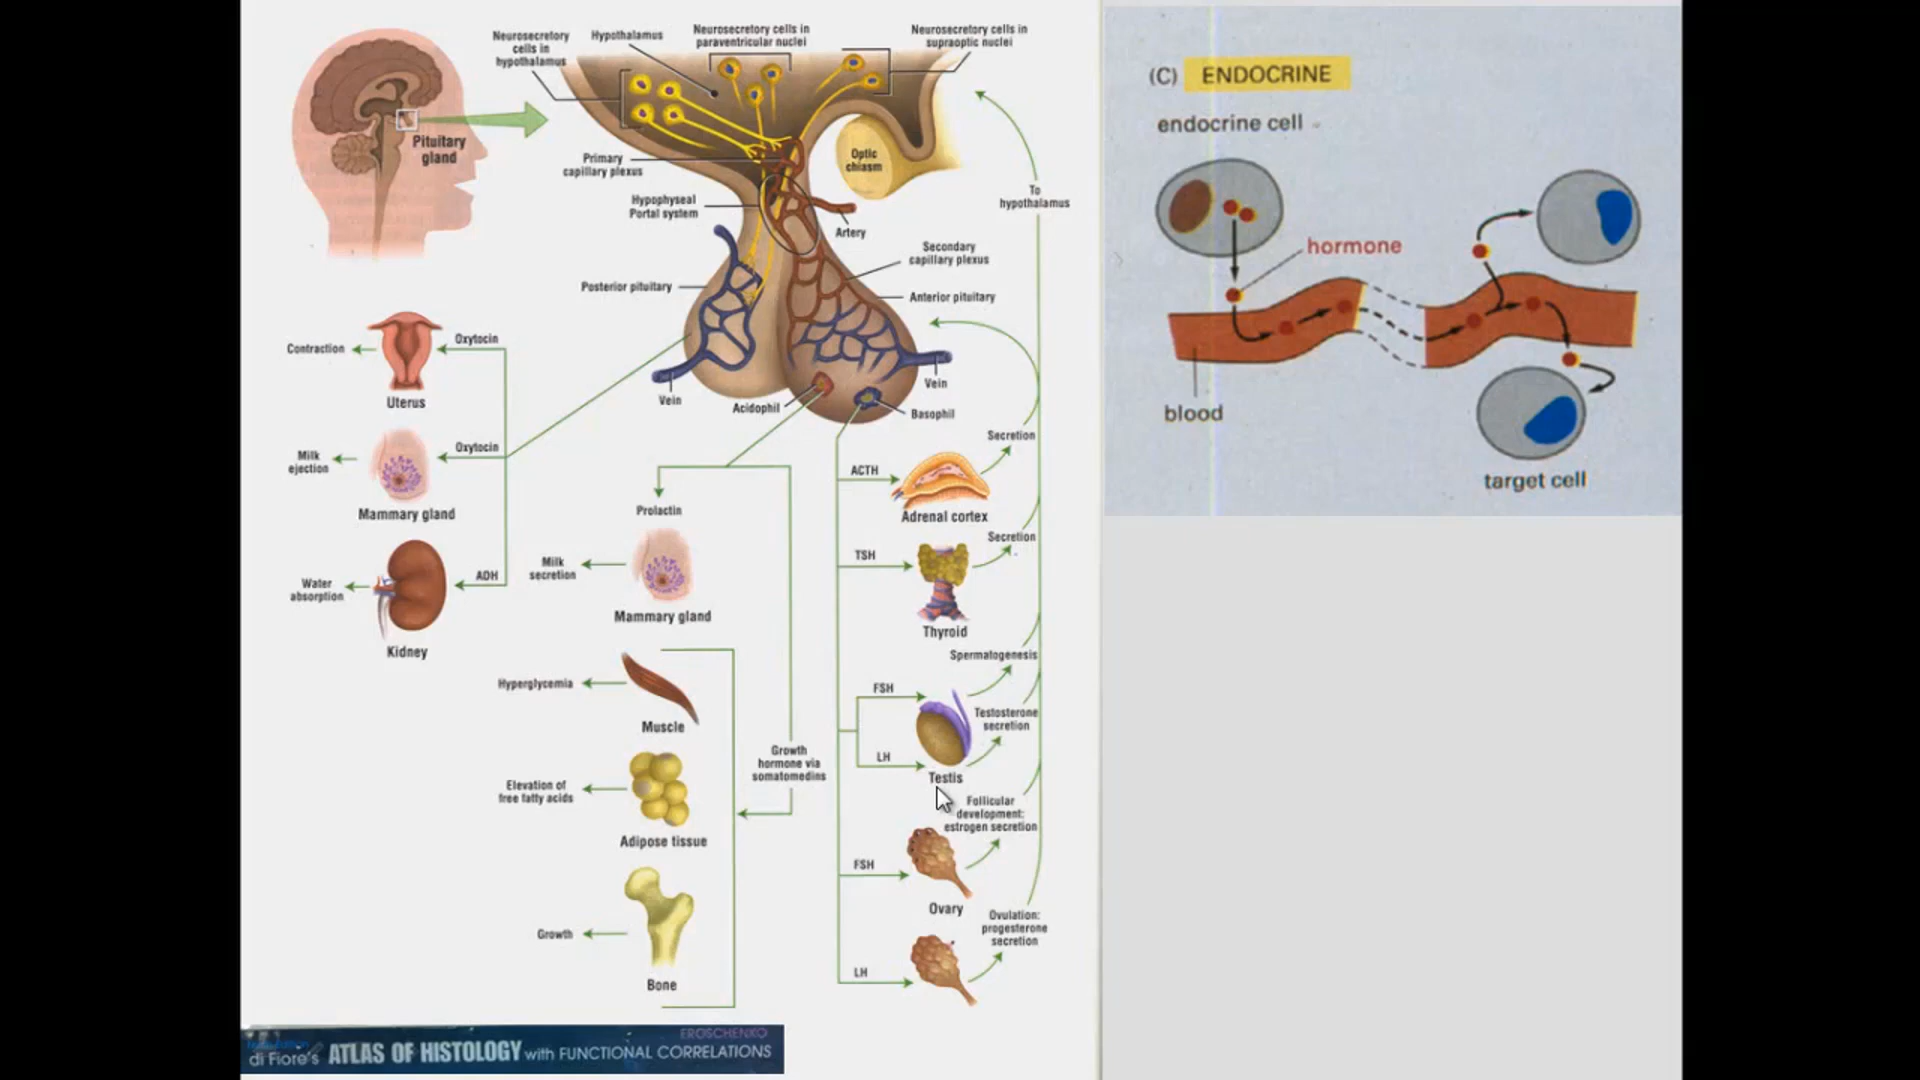 Neurosecretory
cells in
hypothalamus
Hypothalamus
Neurosecretory cells in
paraventricular nuclei
Neurosecretory cells in
supraoptic nuclei
Pituitary
gland
Primary
capillary plexus
Optic
chiasm
Hypophyseal
Portal system
Artery
To
hypothalamus
Secondary
capillary plexus
Posterior pituitary
Anterior pituitary
Vein
Vein
Acidophil
Basophil
Contraction
Oxytocin
Uterus
Milk
ejection
Oxytocin
Mammary gland
Water
absorption
ADH
Kidney
Prolactin
Milk
secretion
Mammary gland
Hyperglycemia
Muscle
Growth
hormone via
somatomedins
Elevation of
free fatty acids
Adipose tissue
Growth
Bone
ACTH
Secretion
Adrenal cortex
TSH
Secretion
Thyroid
Spermatogenesis
FSH
Testosterone
secretion
LH
Testis
Follicular
development:
estrogen secretion
FSH
Ovary
Ovulation:
progesterone
secretion
LH
EROSCHENKO
di Fiore's ATLAS OF HISTOLOGY with FUNCTIONAL CORRELATIONS
(C) ENDOCRINE
endocrine cell
hormone
blood
target cell